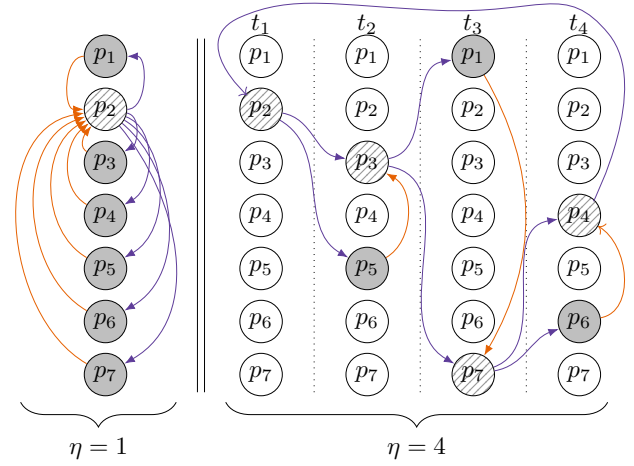 t₁ t₂ t₃ t₄
p₁ p₁ p₁ p₁ p₁
p₂ p₂ p₂ p₂ p₂
p₃ p₃ p₃ p₃ p₃
p₄ p₄ p₄ p₄ p₄
p₅ p₅ p₅ p₅ p₅
p₆ p₆ p₆ p₆ p₆
p₇ p₇ p₇ p₇ p₇
η = 1 η = 4